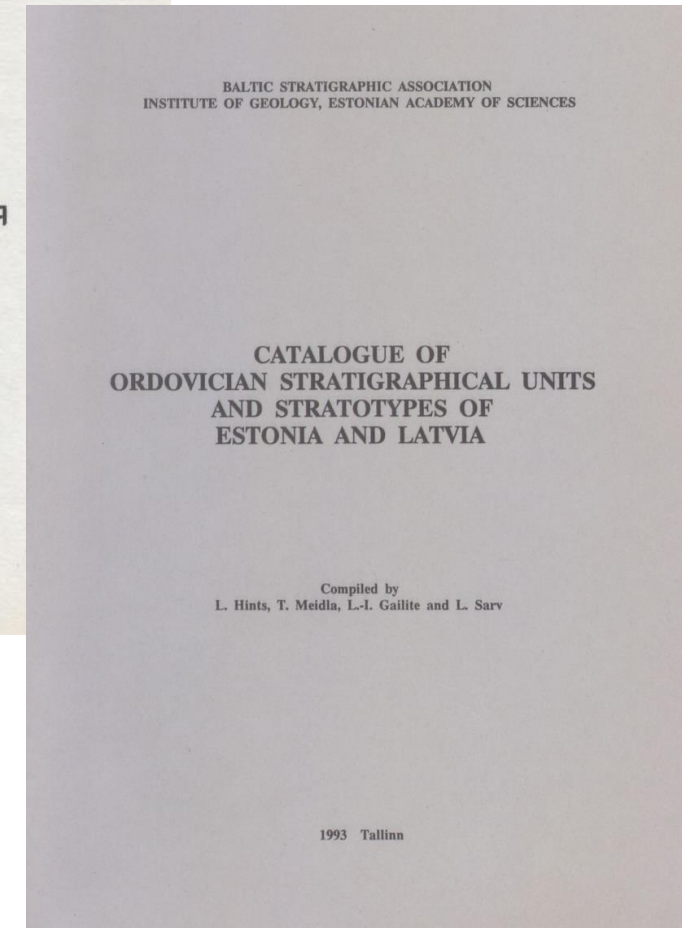 Я
BALTIC STRATIGRAPHIC ASSOCIATION
INSTITUTE OF GEOLOGY, ESTONIAN ACADEMY OF SCIENCES
CATALOGUE OF
ORDOVICIAN STRATIGRAPHICAL UNITS
AND STRATOTYPES OF
ESTONIA AND LATVIA
Compiled by
L. Hints, T. Meidla, L.-I. Gailite and L. Sarv
1993 Tallinn